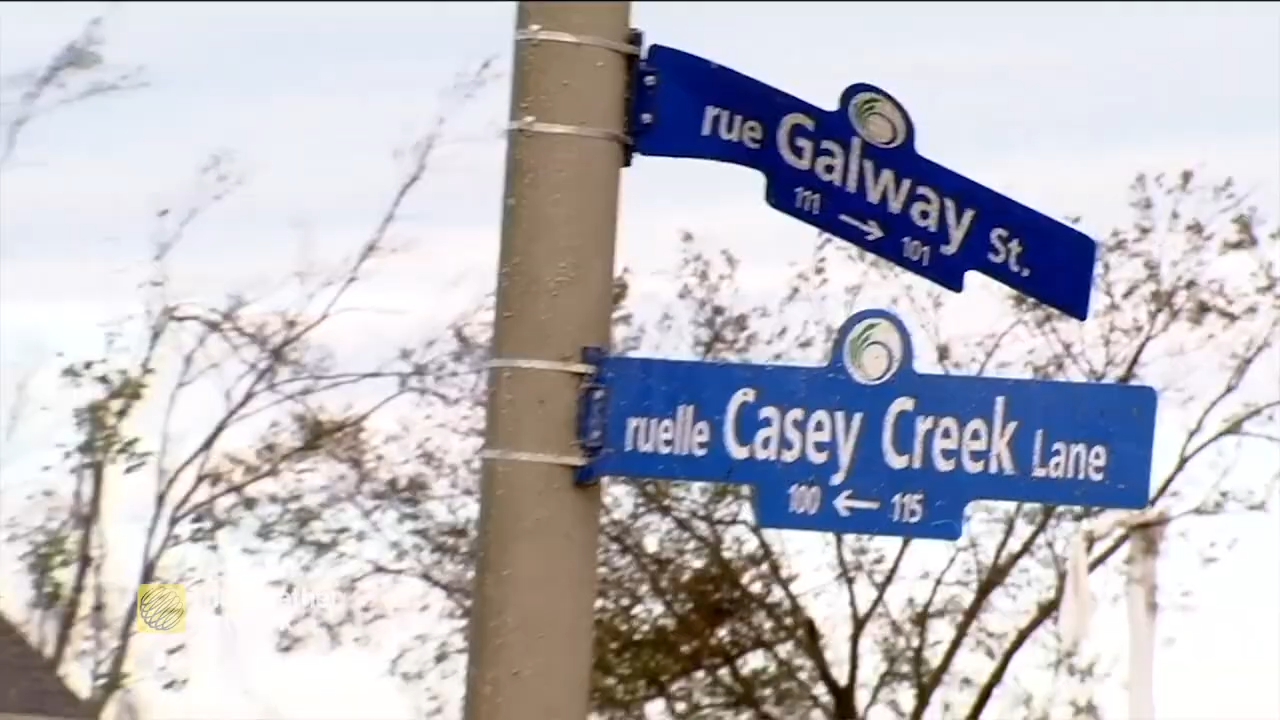 rue Galway St.
111 → 101
ruelle Casey Creek Lane
100 ← 115